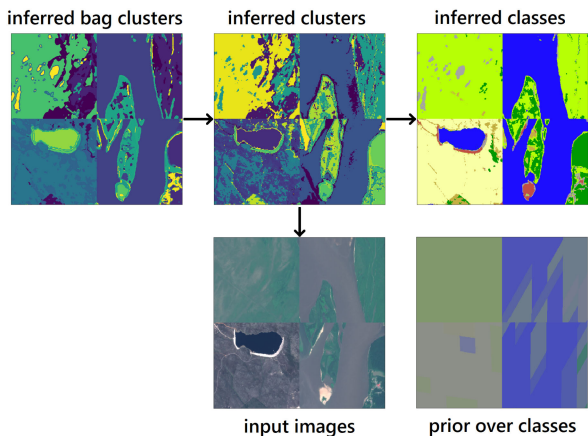 inferred bag clusters
inferred clusters
inferred classes
input images
prior over classes